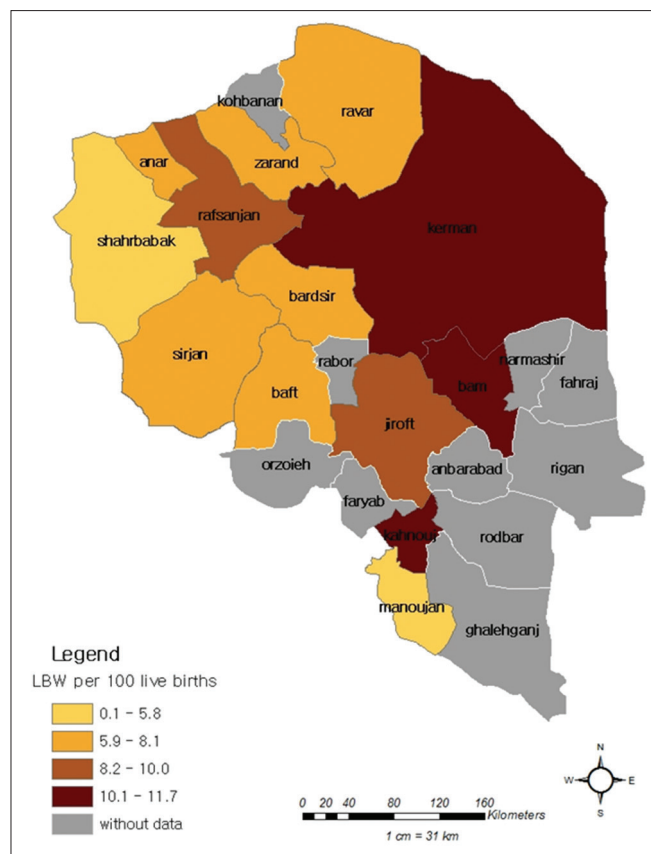 kohbanan
ravar
anar
zarand
rafsanjan
shahrbabak
kerman
bardsir
sirjan
rabor
narmashir
bam
fahraj
baft
jiroft
orzoieh
anbarabad
rigan
faryab
kahnouj
rodbar
manoujan
ghalehganj
Legend
LBW per 100 live births
0.1 - 5.8
5.9 - 8.1
8.2 - 10.0
10.1 - 11.7
without data
N
W E
S
0 20 40 80 120 160
Kilometers
1 cm = 31 km